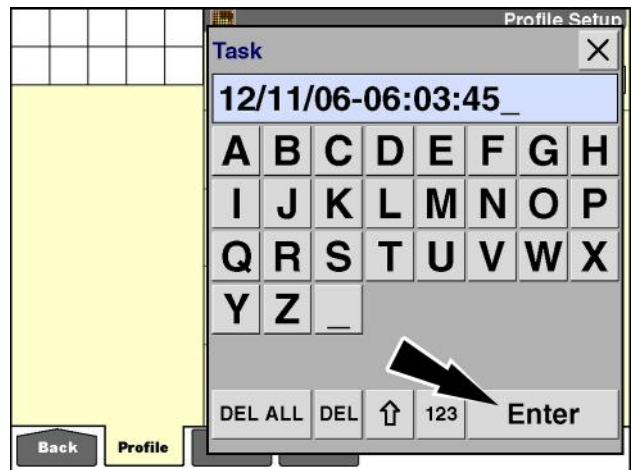 Profile Setup
Task
12/11/06-06:03:45_
A B C D E F G H
I J K L M N O P
Q R S T U V W X
Y Z _
DEL ALL DEL 123 Enter
Back Profile